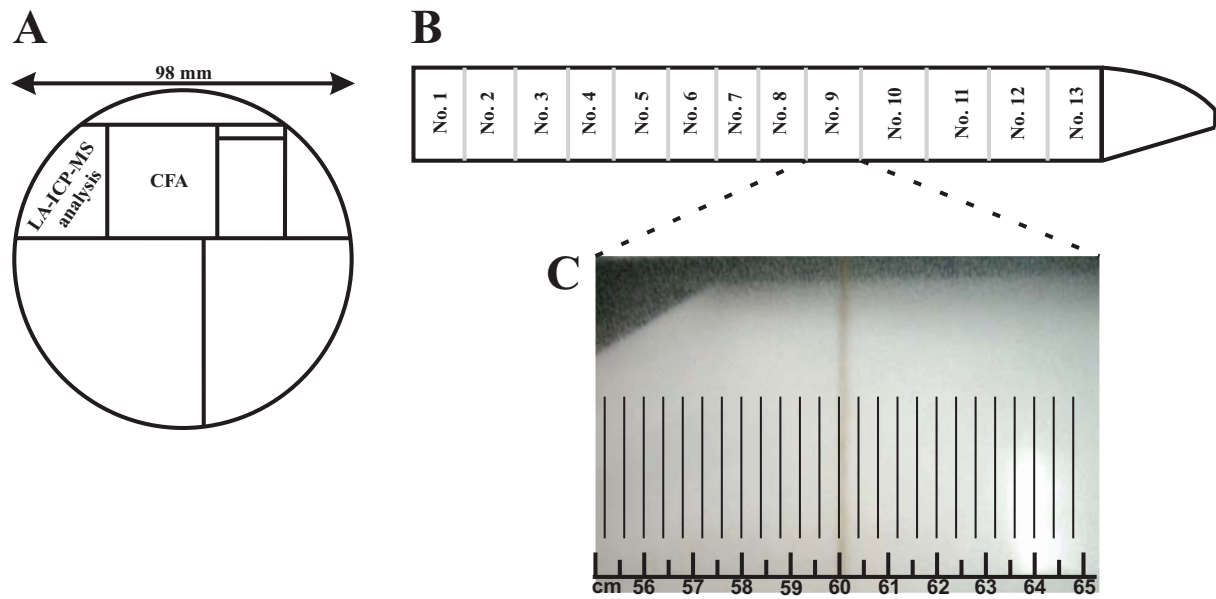 A
98 mm
LA-ICP-MS
analysis
CFA
B
No. 1
No. 2
No. 3
No. 4
No. 5
No. 6
No. 7
No. 8
No. 9
No. 10
No. 11
No. 12
No. 13
C
cm 56 57 58 59 60 61 62 63 64 65